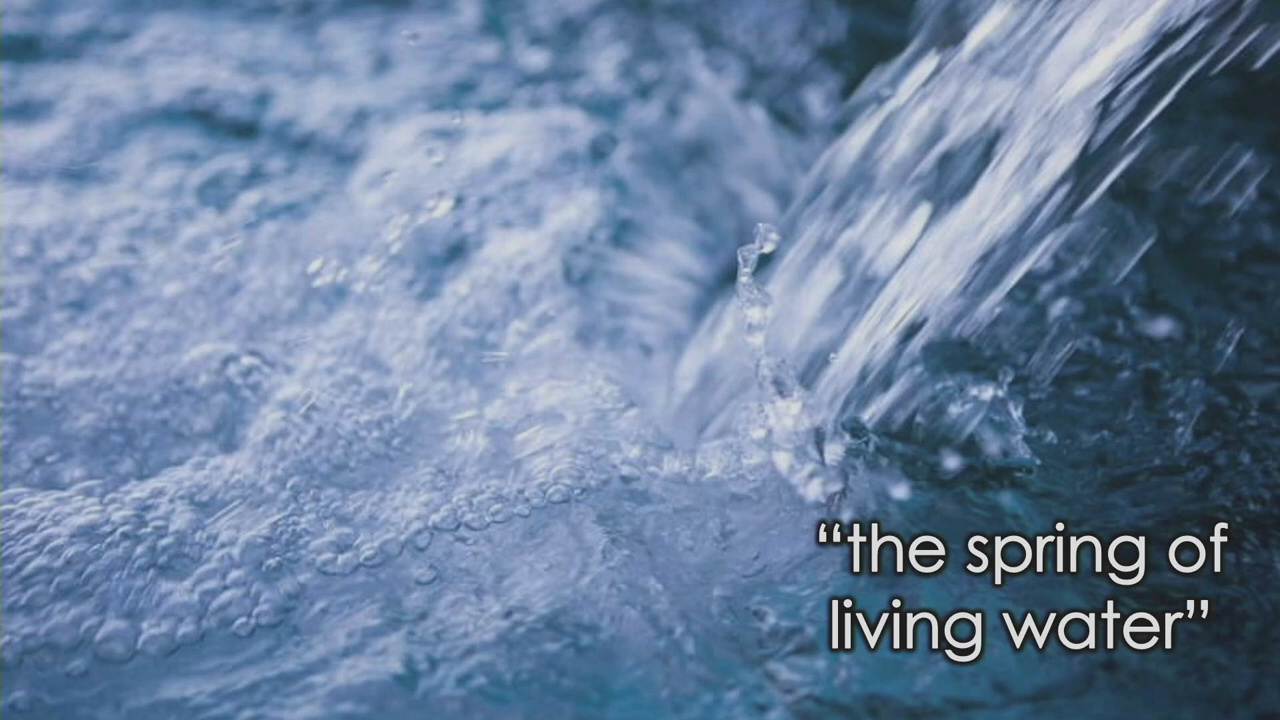 “the spring of
living water”